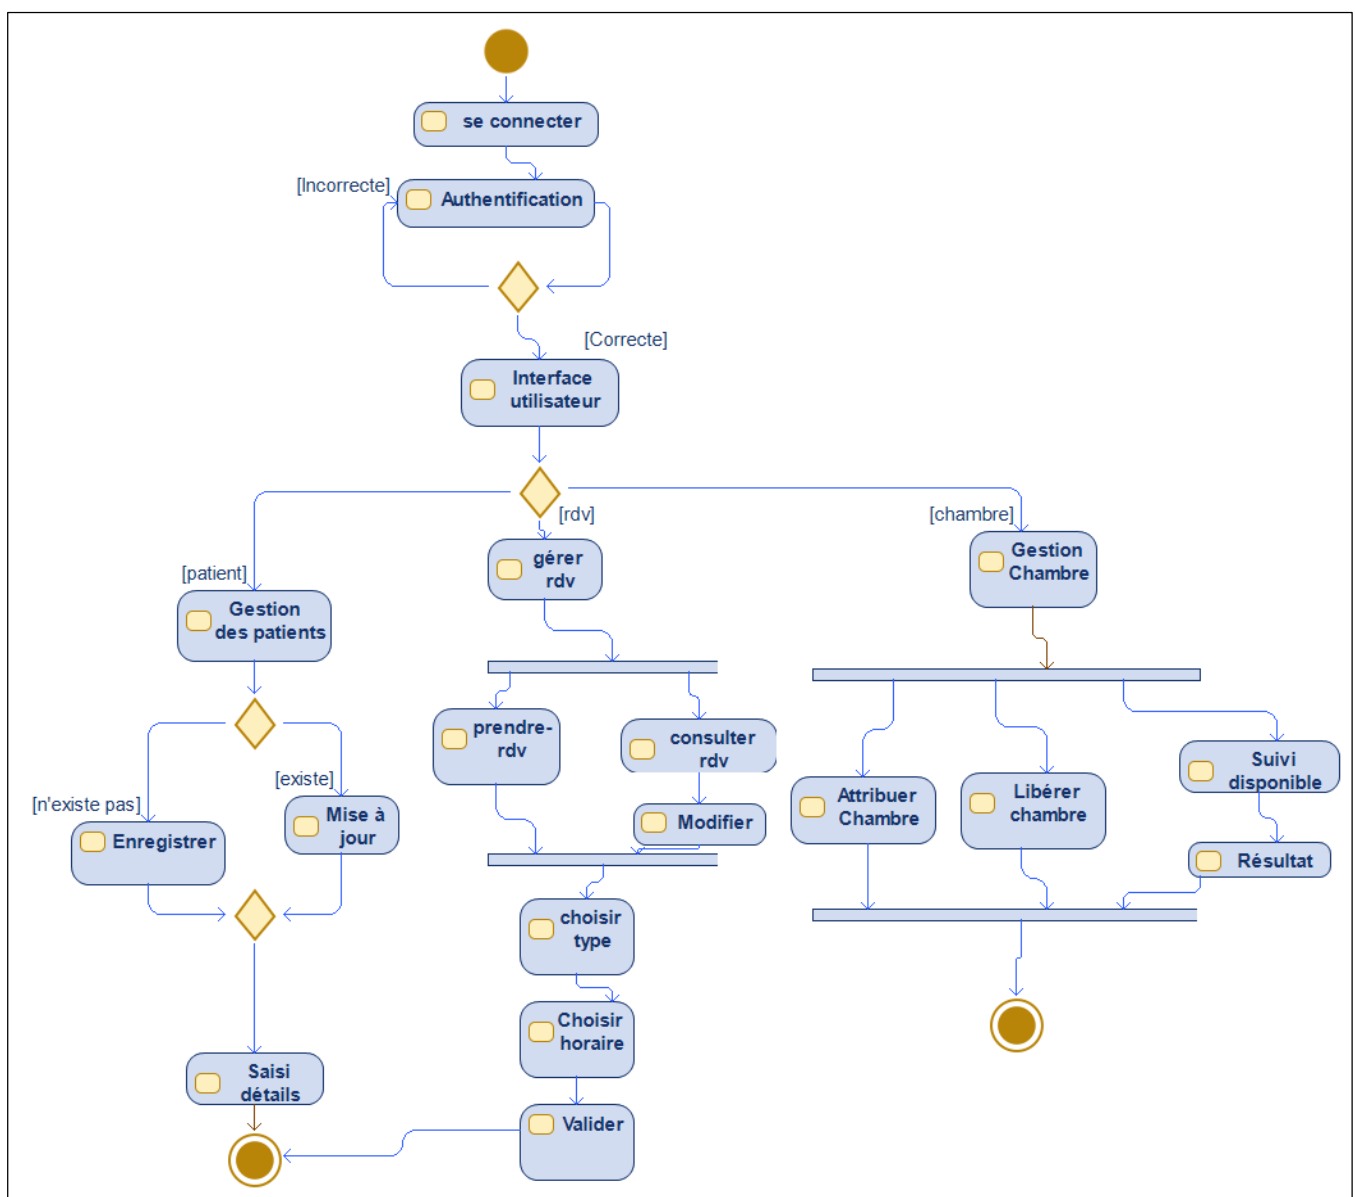 se connecter
[Incorrecte]
Authentification
[Correcte]
Interface
utilisateur
[rdv]
[chambre]
gérer
rdv
Gestion
Chambre
[patient]
Gestion
des patients
prendre-
rdv
consulter
rdv
Suivi
disponible
[existe]
[n'existe pas]
Attribuer
Chambre
Libérer
chambre
Mise à
jour
Modifier
Enregistrer
Résultat
choisir
type
Choisir
horaire
Saisi
détails
Valider